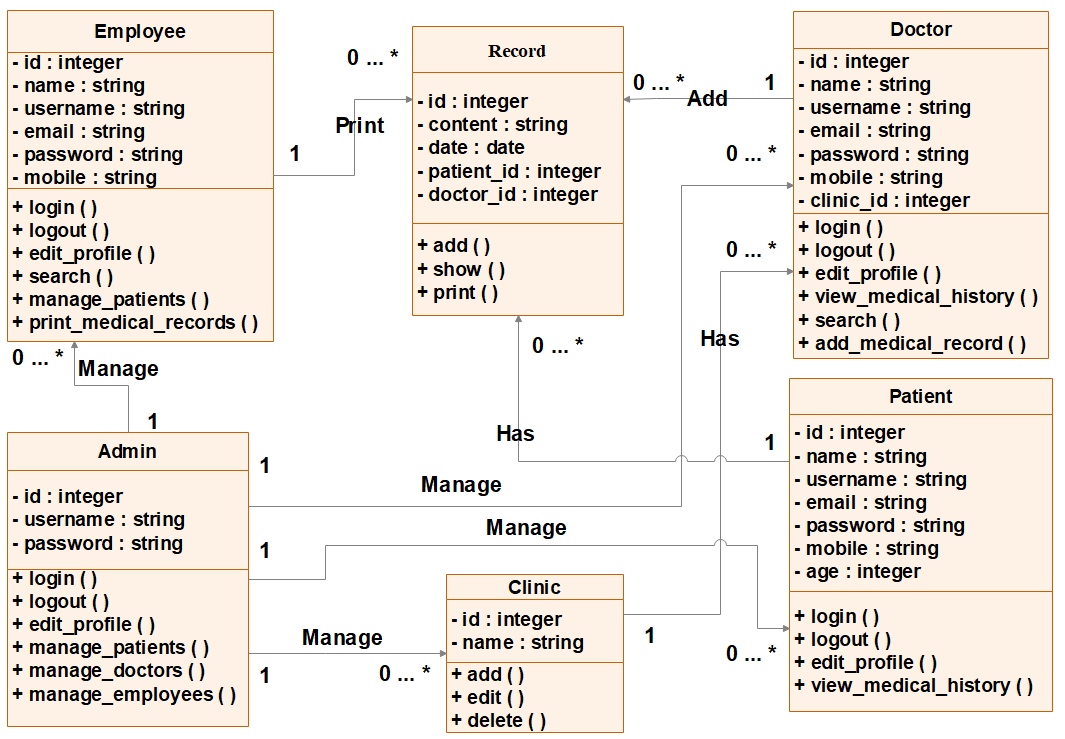 Employee
- id : integer
- name : string
- username : string
- email : string
- password : string
- mobile : string
+ login ( )
+ logout ( )
+ edit_profile ( )
+ search ( )
+ manage_patients ( )
+ print_medical_records ( )
0 ... *
Print
1
Record
- id : integer
- content : string
- date : date
- patient_id : integer
- doctor_id : integer
+ add ( )
+ show ( )
+ print ( )
0 ... *
Add
1
Doctor
- id : integer
- name : string
- username : string
- email : string
- password : string
- mobile : string
- clinic_id : integer
+ login ( )
+ logout ( )
+ edit_profile ( )
+ view_medical_history ( )
+ search ( )
+ add_medical_record ( )
0 ... *
0 ... *
Has
0 ... *
Manage
1
0 ... *
Has
1
Admin
- id : integer
- username : string
- password : string
+ login ( )
+ logout ( )
+ edit_profile ( )
+ manage_patients ( )
+ manage_doctors ( )
+ manage_employees ( )
1
Manage
1
Manage
Manage
1
0 ... *
Clinic
- id : integer
- name : string
+ add ( )
+ edit ( )
+ delete ( )
1
0 ... *
Patient
- id : integer
- name : string
- username : string
- email : string
- password : string
- mobile : string
- age : integer
+ login ( )
+ logout ( )
+ edit_profile ( )
+ view_medical_history ( )